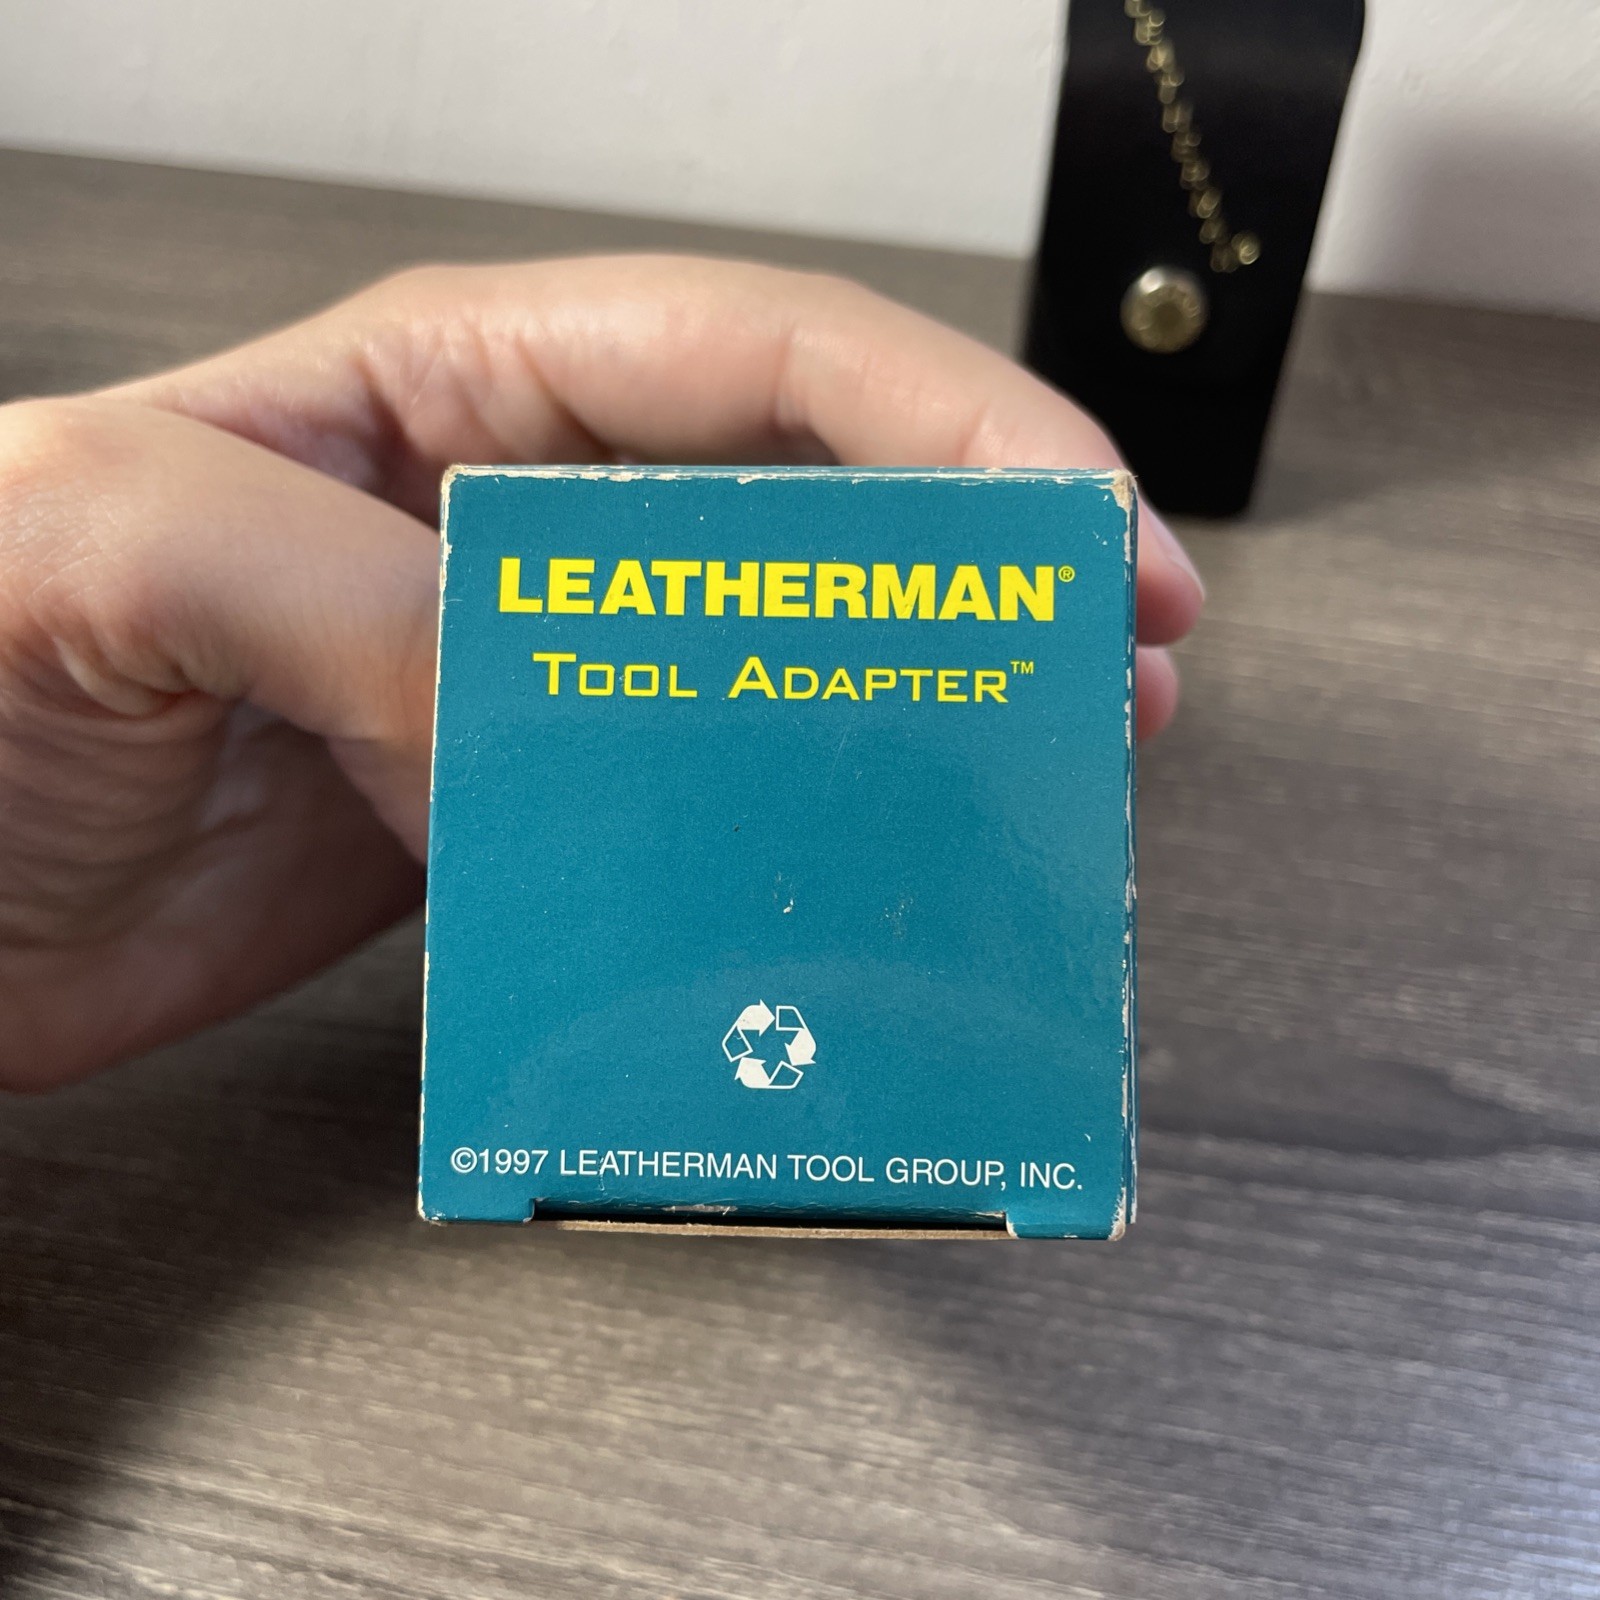 LEATHERMAN®
TOOL ADAPTER™
©1997 LEATHERMAN TOOL GROUP, INC.